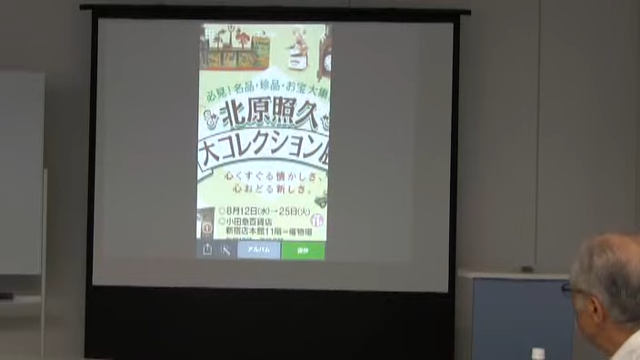 必見!名品・珍品・お宝大集
北原照久
大コレクション展
心くすぐる懐かしさ、
心おどる新しさ。
○8月12日(水)→25日(火)
○小田急百貨店
新宿店本館11階=催物場
アルバム
保存